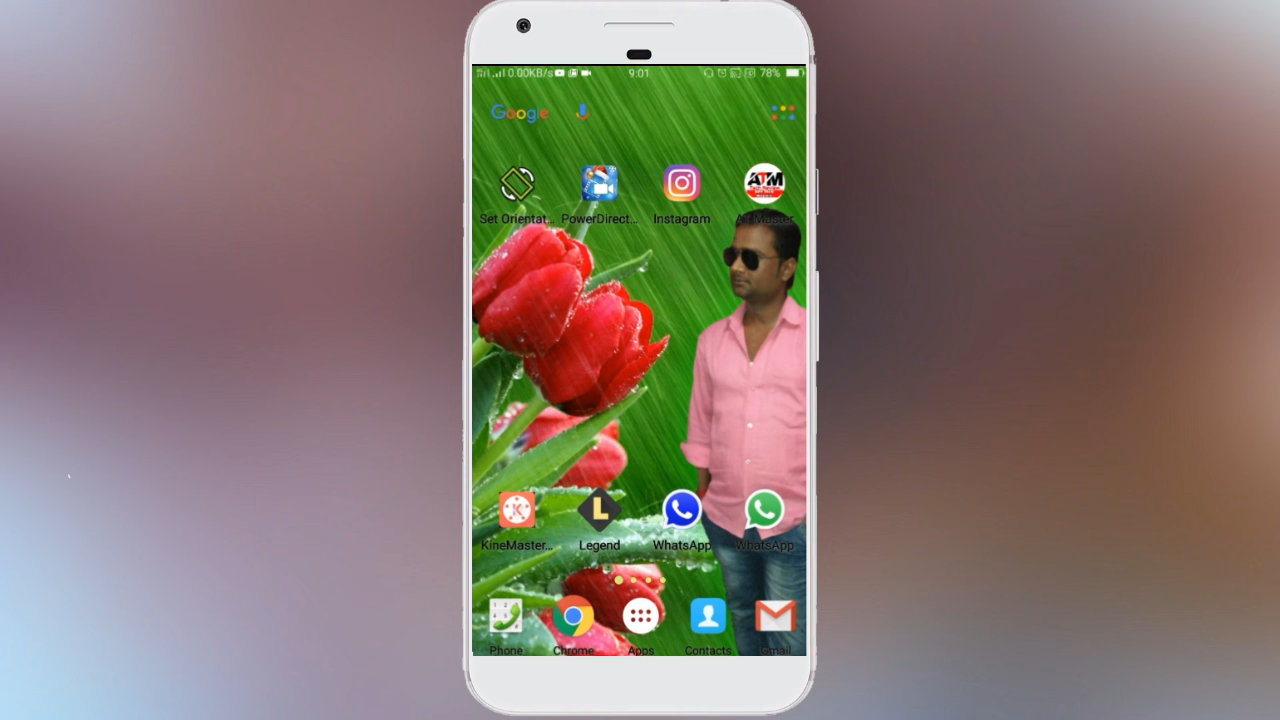 0.00KB/s 9:01 78%
Google
ATM
Set Orientat... PowerDirect... Instagram
K L
KineMaster... Legend WhatsApp WhatsApp
Phone Chrome Apps Contacts Gmail